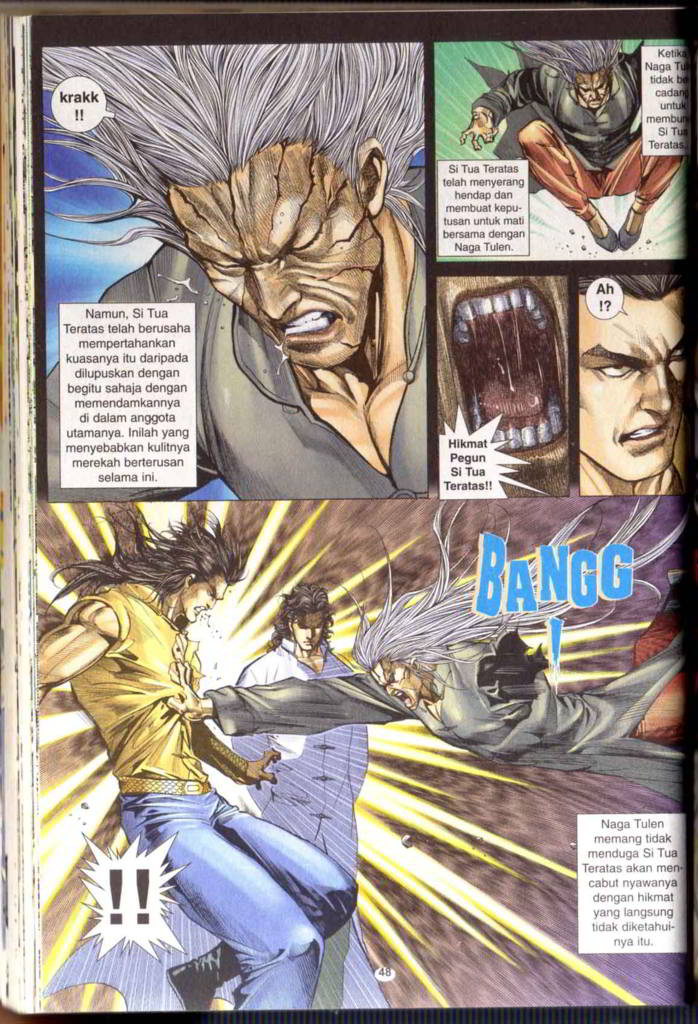 krakk
!!
Namun, Si Tua
Teratas telah berusaha
mempertahankan
kuasanya itu daripada
dilupuskan dengan
begitu sahaja dengan
memendamkannya
di dalam anggota
utamanya. Inilah yang
menyebabkan kulitnya
merekah berterusan
selama ini.
Ketika
Naga
tidak
untuk
Si Tua
Teratas
Si Tua Teratas
telah menyerang
hendap dan
membuat kepu-
tusan untuk mati
bersama dengan
Naga Tulen.
Hikmat
Pegun
Si Tua
Teratas!!
Ah
!?
BANGG
!
!!
Naga Tulen
memang tidak
menduga Si Tua
Teratas akan men-
cabut nyawanya
dengan hikmat
yang langsung
tidak diketahui-
nya itu.
48